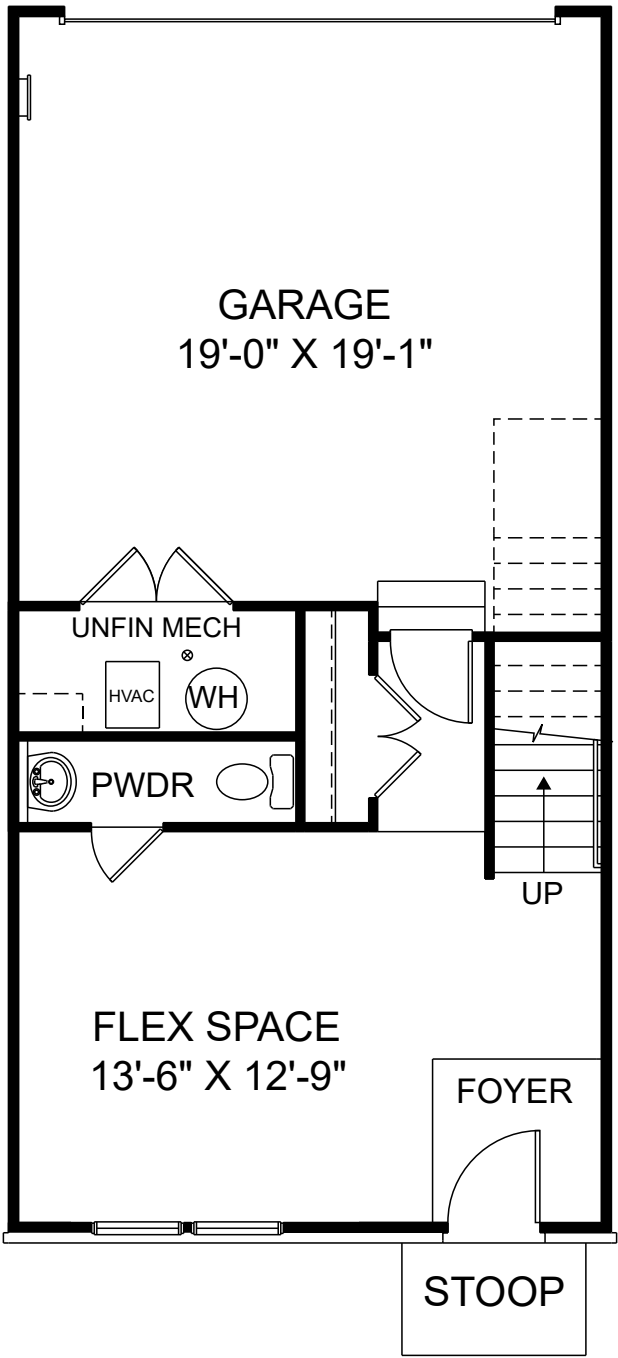 GARAGE
19'-0" X 19'-1"
UNFIN MECH
HVAC
WH
PWDR
UP
FLEX SPACE
13'-6" X 12'-9"
FOYER
STOOP